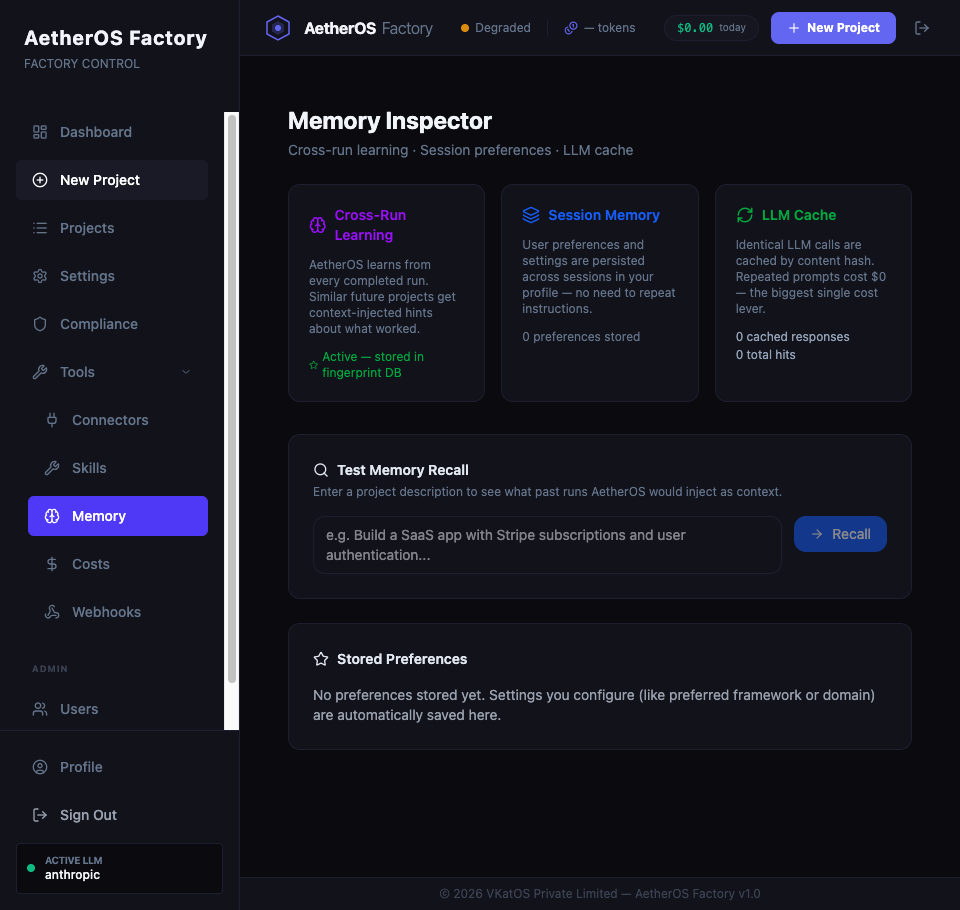 AetherOS Factory
FACTORY CONTROL
Dashboard
New Project
Projects
Settings
Compliance
Tools
Connectors
Skills
Memory
Costs
Webhooks
ADMIN
Users
Profile
Sign Out
ACTIVE LLM
anthropic
AetherOS Factory
Degraded
— tokens
$0.00 today
New Project
Memory Inspector
Cross-run learning · Session preferences · LLM cache
Cross-Run
Learning
AetherOS learns from
every completed run.
Similar future projects get
context-injected hints
about what worked.
Active — stored in
fingerprint DB
Session Memory
User preferences and
settings are persisted
across sessions in your
profile — no need to repeat
instructions.
0 preferences stored
LLM Cache
Identical LLM calls are
cached by content hash.
Repeated prompts cost $0
— the biggest single cost
lever.
0 cached responses
0 total hits
Test Memory Recall
Enter a project description to see what past runs AetherOS would inject as context.
e.g. Build a SaaS app with Stripe subscriptions and user
authentication...
Recall
Stored Preferences
No preferences stored yet. Settings you configure (like preferred framework or domain)
are automatically saved here.
© 2026 VKatOS Private Limited — AetherOS Factory v1.0